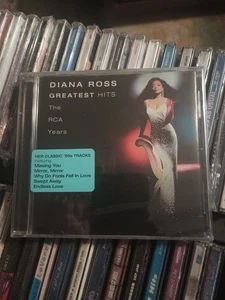 DIANA ROSS
GREATEST HITS
The
RCA
Years
HER CLASSIC '80s TRACKS
Missing You
Mirror, Mirror
Why Do Fools Fall In Love
Swept Away
Endless Love